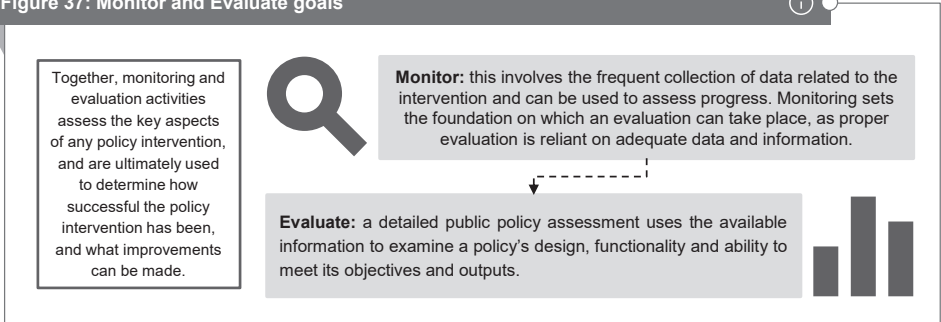 Figure 37: Monitor and Evaluate goals
Together, monitoring and
evaluation activities
assess the key aspects
of any policy intervention,
and are ultimately used
to determine how
successful the policy
intervention has been,
and what improvements
can be made.
Monitor: this involves the frequent collection of data related to the
intervention and can be used to assess progress. Monitoring sets
the foundation on which an evaluation can take place, as proper
evaluation is reliant on adequate data and information.
Evaluate: a detailed public policy assessment uses the available
information to examine a policy's design, functionality and ability to
meet its objectives and outputs.